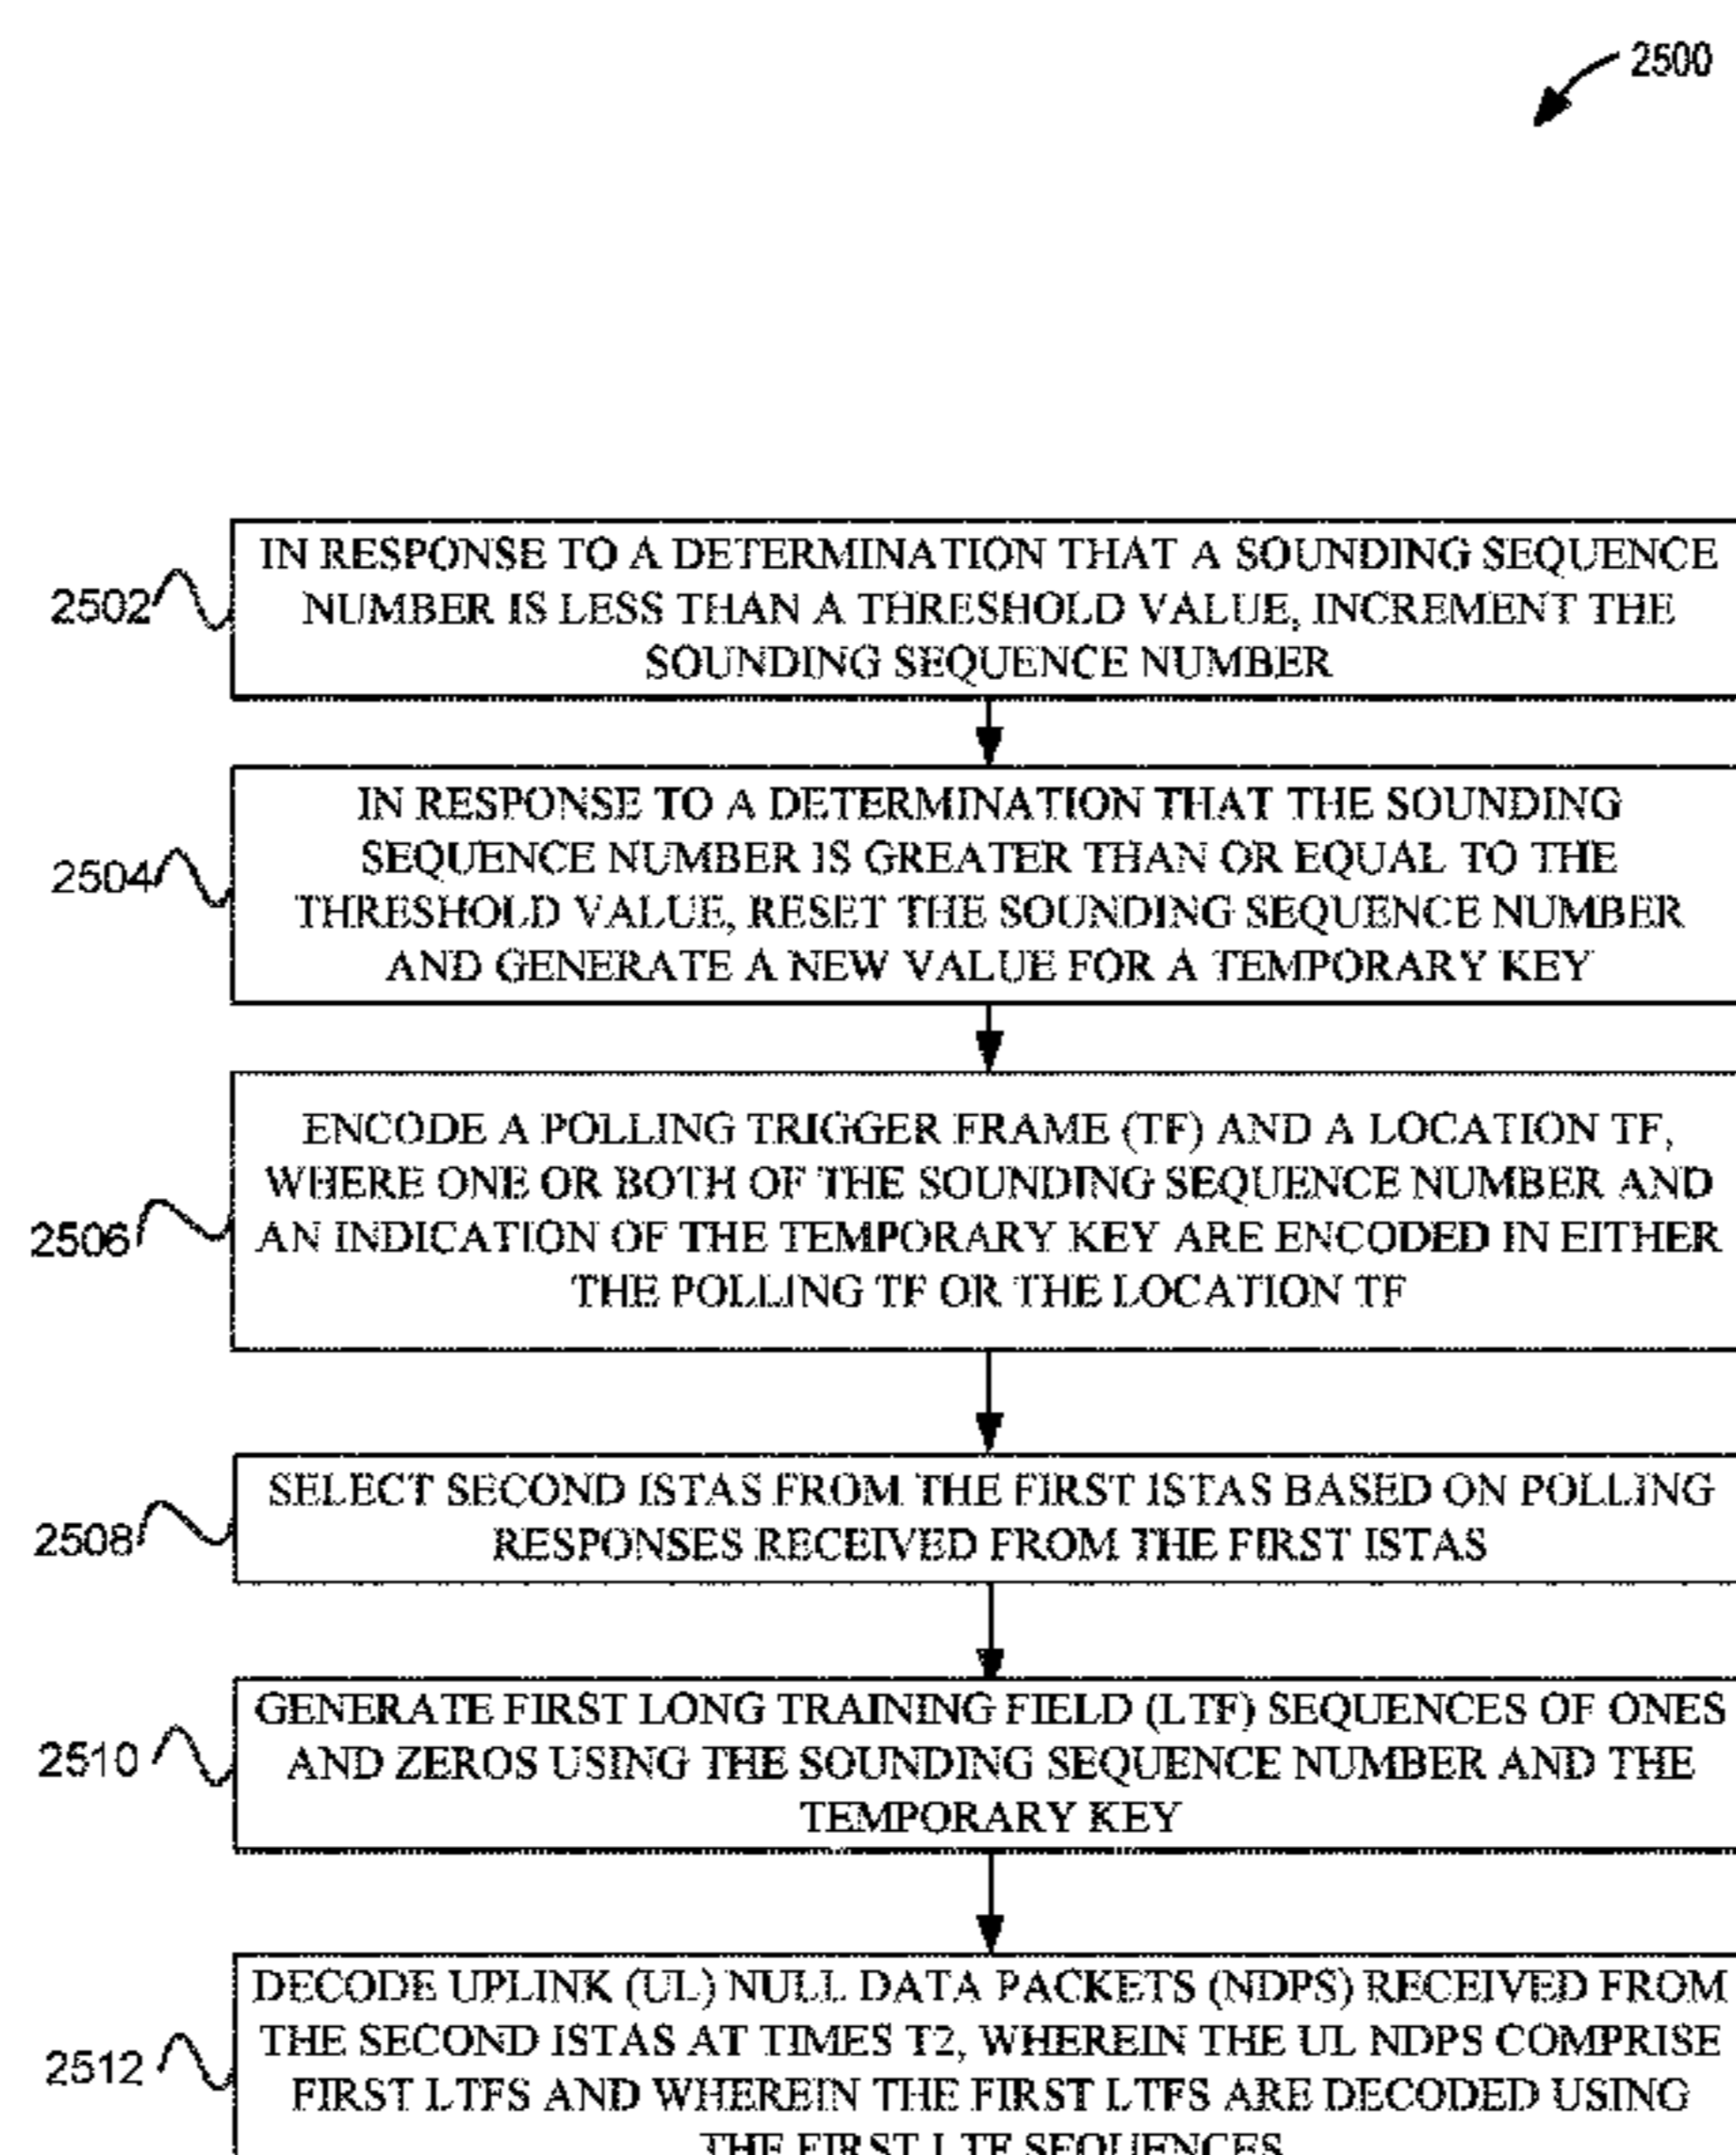 2500
2502
IN RESPONSE TO A DETERMINATION THAT A SOUNDING SEQUENCE
NUMBER IS LESS THAN A THRESHOLD VALUE, INCREMENT THE
SOUNDING SEQUENCE NUMBER
2504
IN RESPONSE TO A DETERMINATION THAT THE SOUNDING
SEQUENCE NUMBER IS GREATER THAN OR EQUAL TO THE
THRESHOLD VALUE, RESET THE SOUNDING SEQUENCE NUMBER
AND GENERATE A NEW VALUE FOR A TEMPORARY KEY
2506
ENCODE A POLLING TRIGGER FRAME (TF) AND A LOCATION TF,
WHERE ONE OR BOTH OF THE SOUNDING SEQUENCE NUMBER AND
AN INDICATION OF THE TEMPORARY KEY ARE ENCODED IN EITHER
THE POLLING TF OR THE LOCATION TF
2508
SELECT SECOND ISTAS FROM THE FIRST ISTAS BASED ON POLLING
RESPONSES RECEIVED FROM THE FIRST ISTAS
2510
GENERATE FIRST LONG TRAINING FIELD (LTF) SEQUENCES OF ONES
AND ZEROS USING THE SOUNDING SEQUENCE NUMBER AND THE
TEMPORARY KEY
2512
DECODE UPLINK (UL) NULL DATA PACKETS (NDPS) RECEIVED FROM
THE SECOND ISTAS AT TIMES T2, WHEREIN THE UL NDPS COMPRISE
FIRST LTFS AND WHEREIN THE FIRST LTFS ARE DECODED USING
THE FIRST LTF SEQUENCES